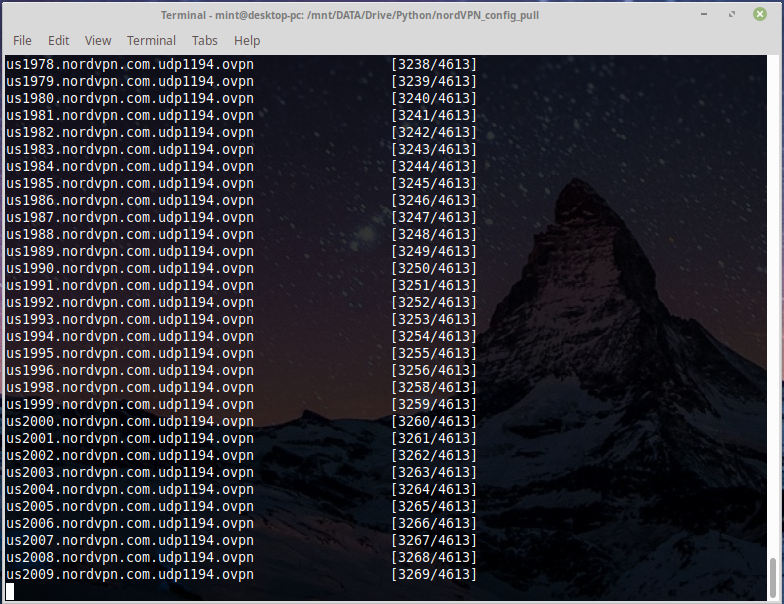 Terminal - mint@desktop-pc: /mnt/DATA/Drive/Python/nordVPN_config_pull
File Edit View Terminal Tabs Help
us1978.nordvpn.com.udp1194.ovpn [3238/4613]
us1979.nordvpn.com.udp1194.ovpn [3239/4613]
us1980.nordvpn.com.udp1194.ovpn [3240/4613]
us1981.nordvpn.com.udp1194.ovpn [3241/4613]
us1982.nordvpn.com.udp1194.ovpn [3242/4613]
us1983.nordvpn.com.udp1194.ovpn [3243/4613]
us1984.nordvpn.com.udp1194.ovpn [3244/4613]
us1985.nordvpn.com.udp1194.ovpn [3245/4613]
us1986.nordvpn.com.udp1194.ovpn [3246/4613]
us1987.nordvpn.com.udp1194.ovpn [3247/4613]
us1988.nordvpn.com.udp1194.ovpn [3248/4613]
us1989.nordvpn.com.udp1194.ovpn [3249/4613]
us1990.nordvpn.com.udp1194.ovpn [3250/4613]
us1991.nordvpn.com.udp1194.ovpn [3251/4613]
us1992.nordvpn.com.udp1194.ovpn [3252/4613]
us1993.nordvpn.com.udp1194.ovpn [3253/4613]
us1994.nordvpn.com.udp1194.ovpn [3254/4613]
us1995.nordvpn.com.udp1194.ovpn [3255/4613]
us1996.nordvpn.com.udp1194.ovpn [3256/4613]
us1998.nordvpn.com.udp1194.ovpn [3258/4613]
us1999.nordvpn.com.udp1194.ovpn [3259/4613]
us2000.nordvpn.com.udp1194.ovpn [3260/4613]
us2001.nordvpn.com.udp1194.ovpn [3261/4613]
us2002.nordvpn.com.udp1194.ovpn [3262/4613]
us2003.nordvpn.com.udp1194.ovpn [3263/4613]
us2004.nordvpn.com.udp1194.ovpn [3264/4613]
us2005.nordvpn.com.udp1194.ovpn [3265/4613]
us2006.nordvpn.com.udp1194.ovpn [3266/4613]
us2007.nordvpn.com.udp1194.ovpn [3267/4613]
us2008.nordvpn.com.udp1194.ovpn [3268/4613]
us2009.nordvpn.com.udp1194.ovpn [3269/4613]